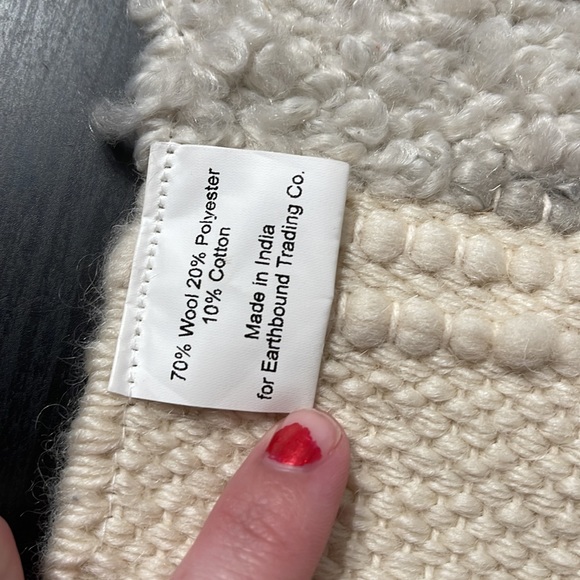 70% Wool 20% Polyester
10% Cotton
Made in India
for Earthbound Trading Co.